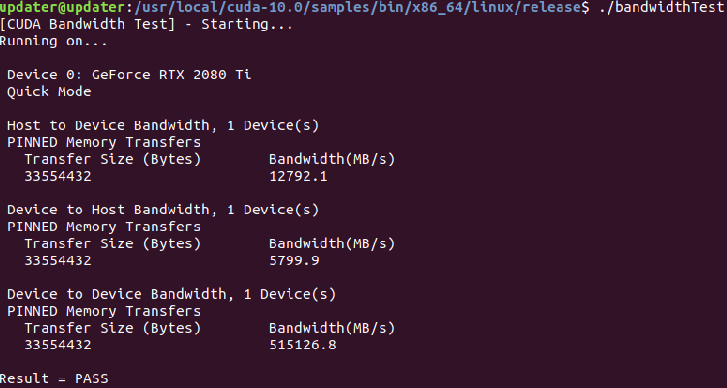 updater@updater:/usr/local/cuda-10.0/samples/bin/x86_64/linux/release$ ./bandwidthTest
[CUDA Bandwidth Test] - Starting...
Running on...
Device 0: GeForce RTX 2080 Ti
Quick Mode
Host to Device Bandwidth, 1 Device(s)
PINNED Memory Transfers
Transfer Size (Bytes) Bandwidth(MB/s)
33554432 12792.1
Device to Host Bandwidth, 1 Device(s)
PINNED Memory Transfers
Transfer Size (Bytes) Bandwidth(MB/s)
33554432 5799.9
Device to Device Bandwidth, 1 Device(s)
PINNED Memory Transfers
Transfer Size (Bytes) Bandwidth(MB/s)
33554432 515126.8
Result = PASS